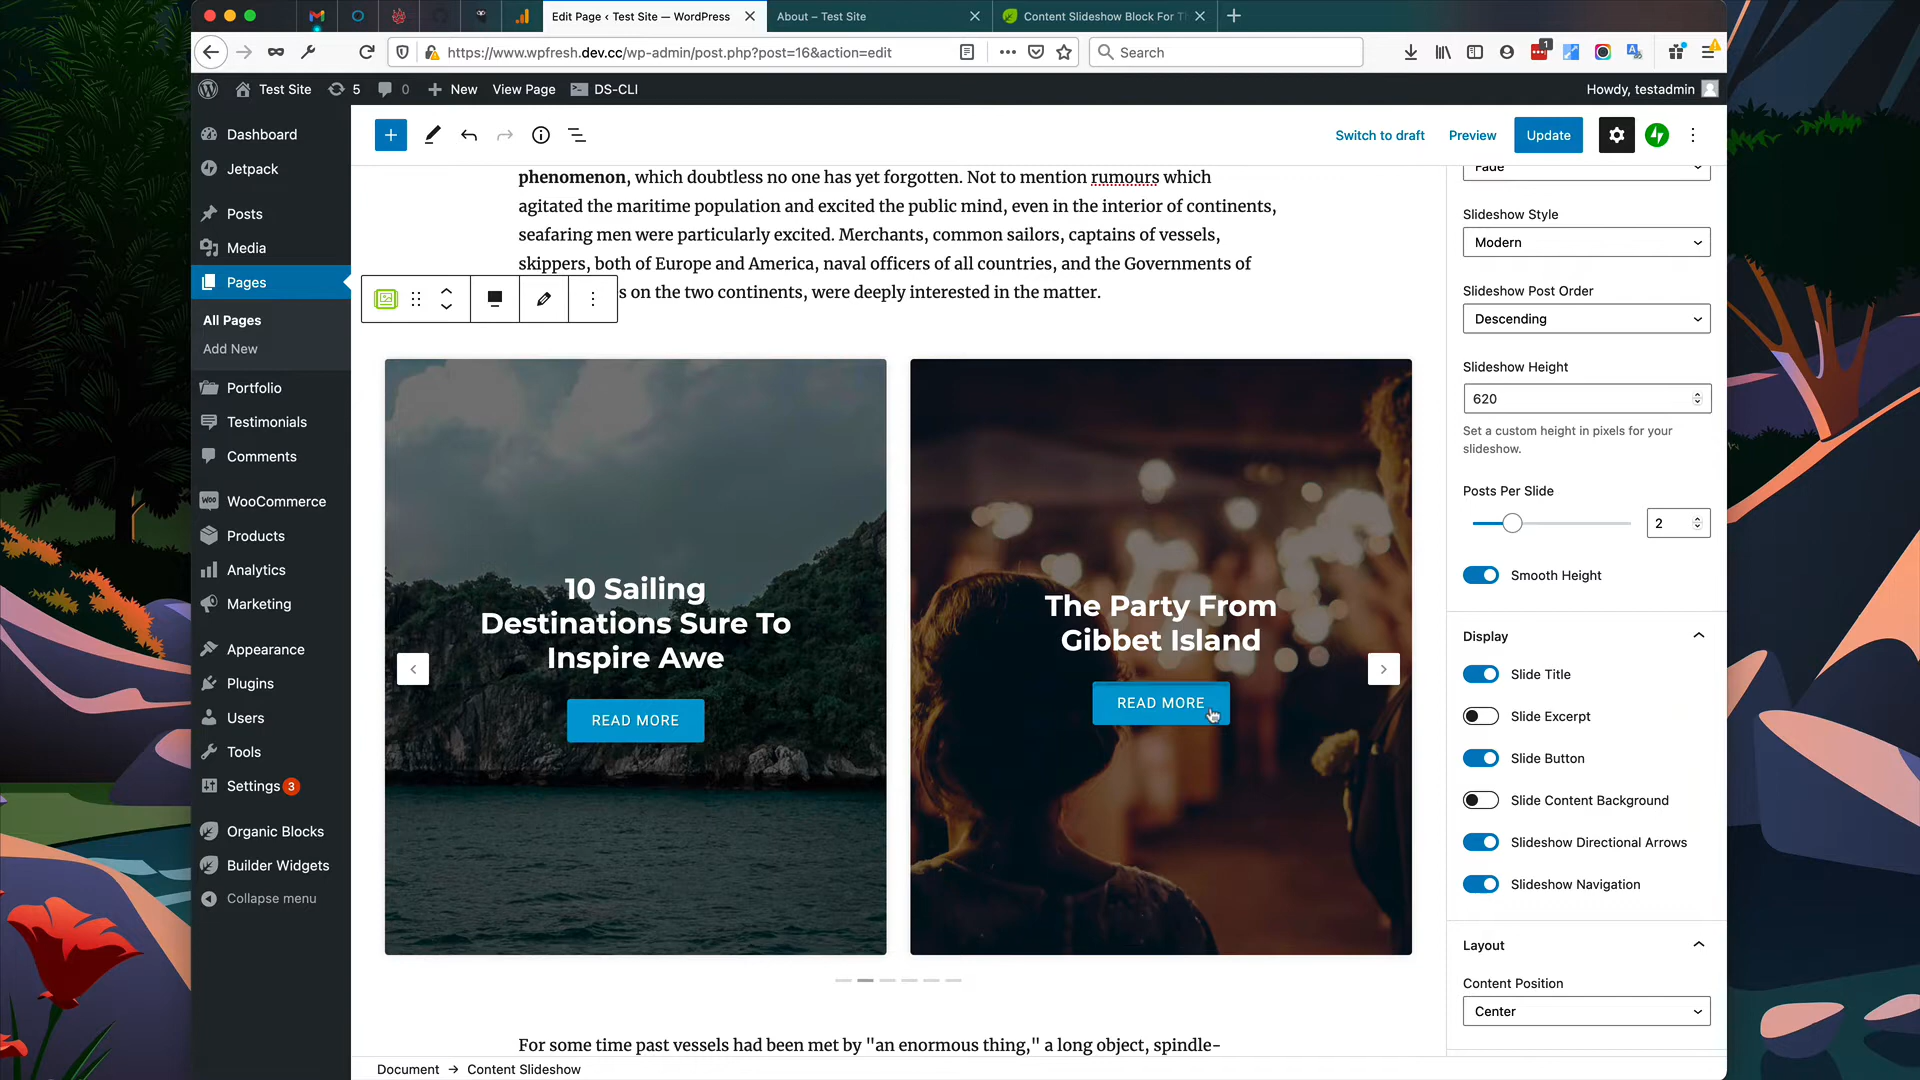 Edit Page ‹ Test Site — WordPress
About – Test Site
Content Slideshow Block For T
https://www.wpfresh.dev.cc/wp-admin/post.php?post=16&action=edit
Search
1
Test Site
5
0
New
View Page
DS-CLI
Howdy, testadmin
Dashboard
Jetpack
Posts
Media
Pages
All Pages
Add New
Portfolio
Testimonials
Comments
WooCommerce
Products
Analytics
Marketing
Appearance
Plugins
Users
Tools
Settings 3
Organic Blocks
Builder Widgets
Collapse menu
Switch to draft
Preview
Update
phenomenon, which doubtless no one has yet forgotten. Not to mention rumours which
agitated the maritime population and excited the public mind, even in the interior of continents,
seafaring men were particularly excited. Merchants, common sailors, captains of vessels,
skippers, both of Europe and America, naval officers of all countries, and the Governments of
s on the two continents, were deeply interested in the matter.
10 Sailing
Destinations Sure To
Inspire Awe
READ MORE
The Party From
Gibbet Island
READ MORE
For some time past vessels had been met by "an enormous thing," a long object, spindle-
Document → Content Slideshow
Fade
Slideshow Style
Modern
Slideshow Post Order
Descending
Slideshow Height
620
Set a custom height in pixels for your
slideshow.
Posts Per Slide
2
Smooth Height
Display
Slide Title
Slide Excerpt
Slide Button
Slide Content Background
Slideshow Directional Arrows
Slideshow Navigation
Layout
Content Position
Center